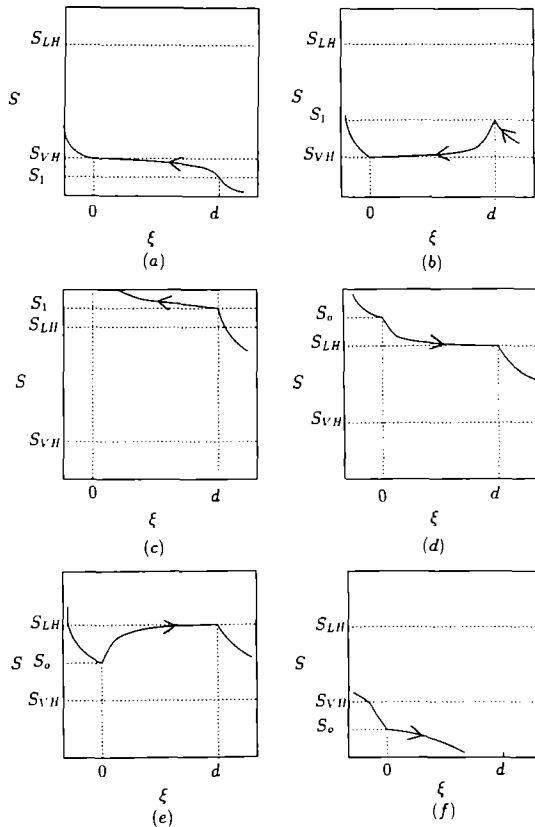 S_LH
S
S_VH
S_1
0 d
ξ
(a)
S_LH
S
S_1
S_VH
0 d
ξ
(b)
S_1
S_LH
S
S_VH
0 d
ξ
(c)
S_o
S_LH
S
S_VH
0 d
ξ
(d)
S_LH
S S_o
S_VH
0 d
ξ
(e)
S_LH
S
S_VH
S_o
0 d
ξ
(f)